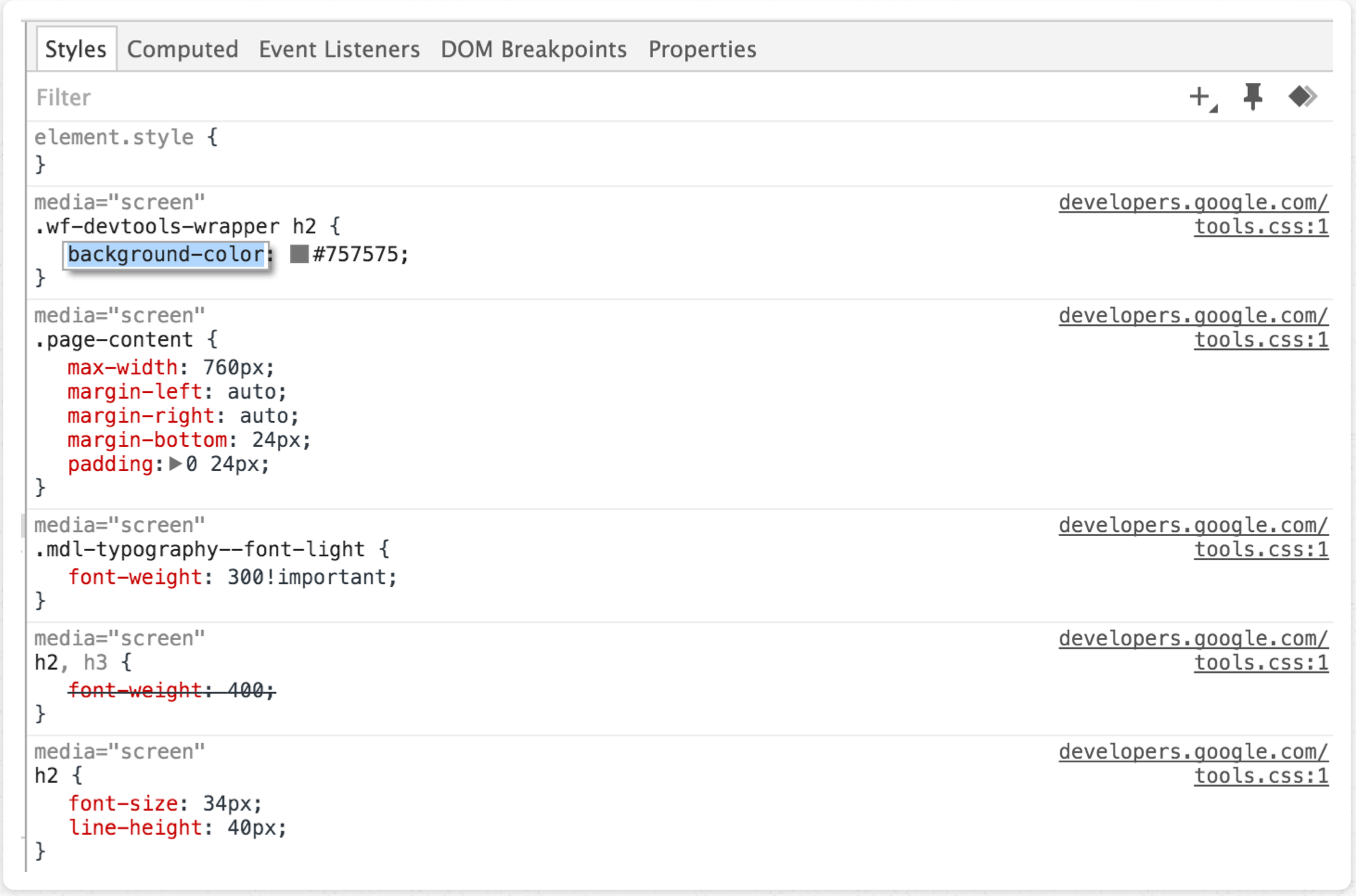 Styles Computed Event Listeners DOM Breakpoints Properties
Filter
element.style {
}
media="screen" developers.google.com/
.wf-devtools-wrapper h2 { tools.css:1
background-color: #757575;
}
media="screen" developers.google.com/
.page-content { tools.css:1
max-width: 760px;
margin-left: auto;
margin-right: auto;
margin-bottom: 24px;
padding: 0 24px;
}
media="screen" developers.google.com/
.mdl-typography--font-light { tools.css:1
font-weight: 300!important;
}
media="screen" developers.google.com/
h2, h3 { tools.css:1
font-weight: 400;
}
media="screen" developers.google.com/
h2 { tools.css:1
font-size: 34px;
line-height: 40px;
}